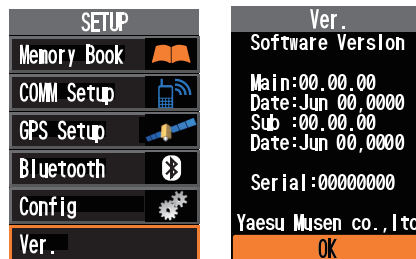 SETUP
Memory Book
COMM Setup
GPS Setup
Bluetooth
Config
Ver.
Ver.
Software Version
Main:00.00.00
Date:Jun 00,0000
Sub :00.00.00
Date:Jun 00,0000
Serial:00000000
Yaesu Musen co.,ltd
OK